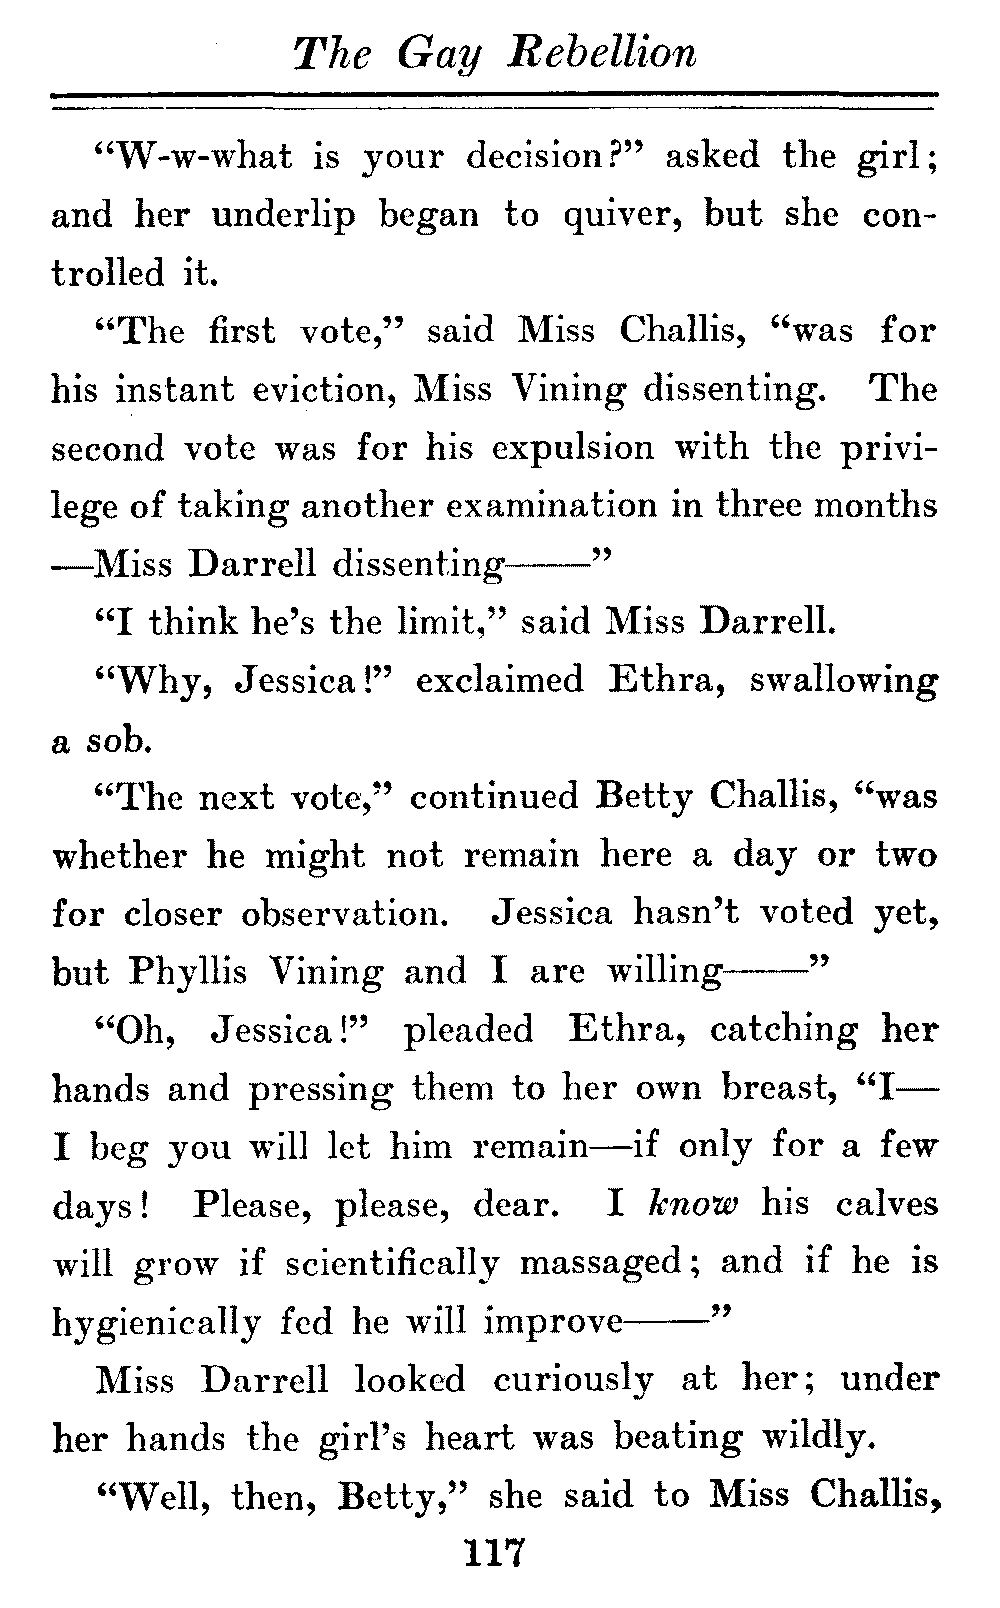 The Gay Rebellion
“W-w-what is your decision?” asked the girl;
and her underlip began to quiver, but she con-
trolled it.
“The first vote,” said Miss Challis, “was for
his instant eviction, Miss Vining dissenting. The
second vote was for his expulsion with the privi-
lege of taking another examination in three months
—Miss Darrell dissenting——”
“I think he’s the limit,” said Miss Darrell.
“Why, Jessica!” exclaimed Ethra, swallowing
a sob.
“The next vote,” continued Betty Challis, “was
whether he might not remain here a day or two
for closer observation. Jessica hasn’t voted yet,
but Phyllis Vining and I are willing——”
“Oh, Jessica!” pleaded Ethra, catching her
hands and pressing them to her own breast, “I—
I beg you will let him remain—if only for a few
days! Please, please, dear. I know his calves
will grow if scientifically massaged; and if he is
hygienically fed he will improve——”
Miss Darrell looked curiously at her; under
her hands the girl’s heart was beating wildly.
“Well, then, Betty,” she said to Miss Challis,
117